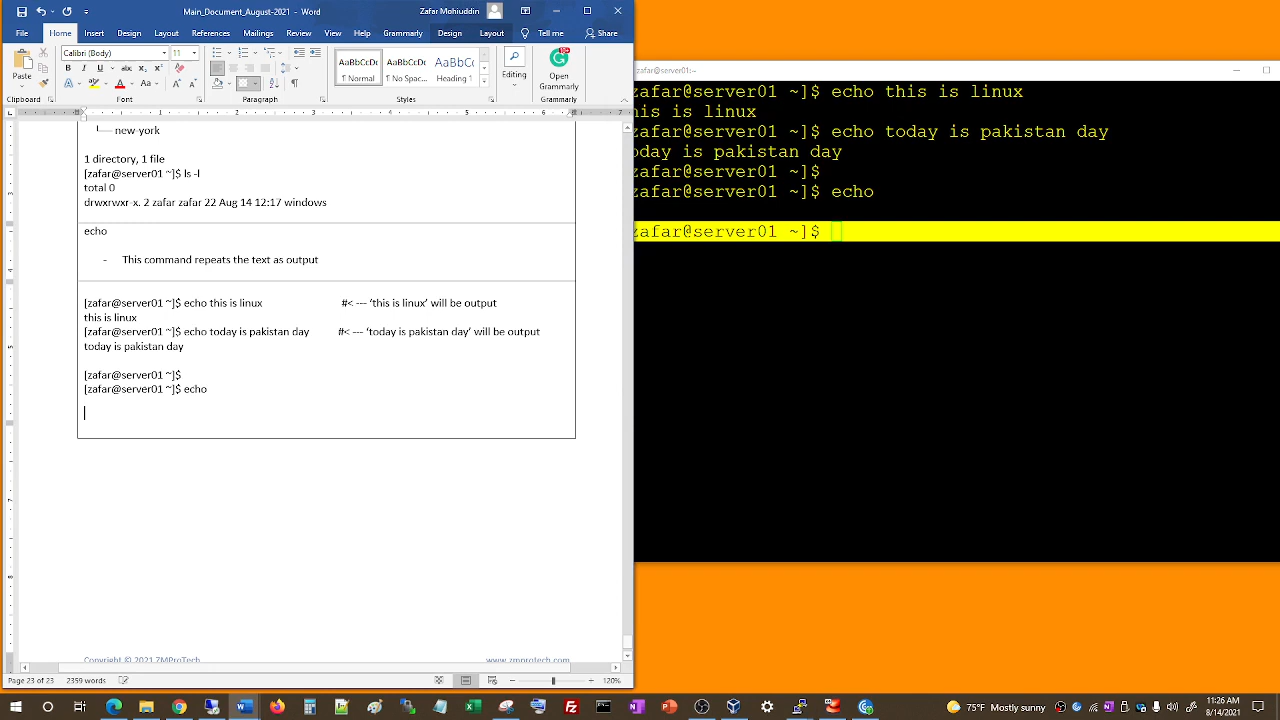 Main_Document_August-2021 - Word
Zafar Mohiuddin
File Home Insert Draw Design Layout Mailings Review View Help Grammarly Design Layout Tell me Share
Calibri (Body) 11
Paste
Clipboard Font Paragraph Styles
AaBbCcDc AaBbCcDc AaBbC
¶ Normal ¶ No Spac... Heading 1
Editing
Open Grammarly
Grammarly
new-york
1 directory, 1 file
[zafar@server01 ~]$ ls -l
total 0
drwxrwxr-x. 2 zafar zafar 22 Aug 14 12:17 windows
echo
- This command repeats the text as output
[zafar@server01 ~]$ echo this is linux #< --- ‘this is linux’ will be output
this is linux
[zafar@server01 ~]$ echo today is pakistan day #< --- ‘today is pakistan day’ will be output
today is pakistan day
[zafar@server01 ~]$
[zafar@server01 ~]$ echo
Copyright © 2021 ZMProTech www.zmprotech.com
Page 23 of 23 2359 words 120%
zafar@server01:~
zafar@server01 ~]$ echo this is linux
his is linux
zafar@server01 ~]$ echo today is pakistan day
oday is pakistan day
zafar@server01 ~]$
zafar@server01 ~]$ echo
zafar@server01 ~]$
75°F Mostly sunny
11:26 AM
8/14/2021